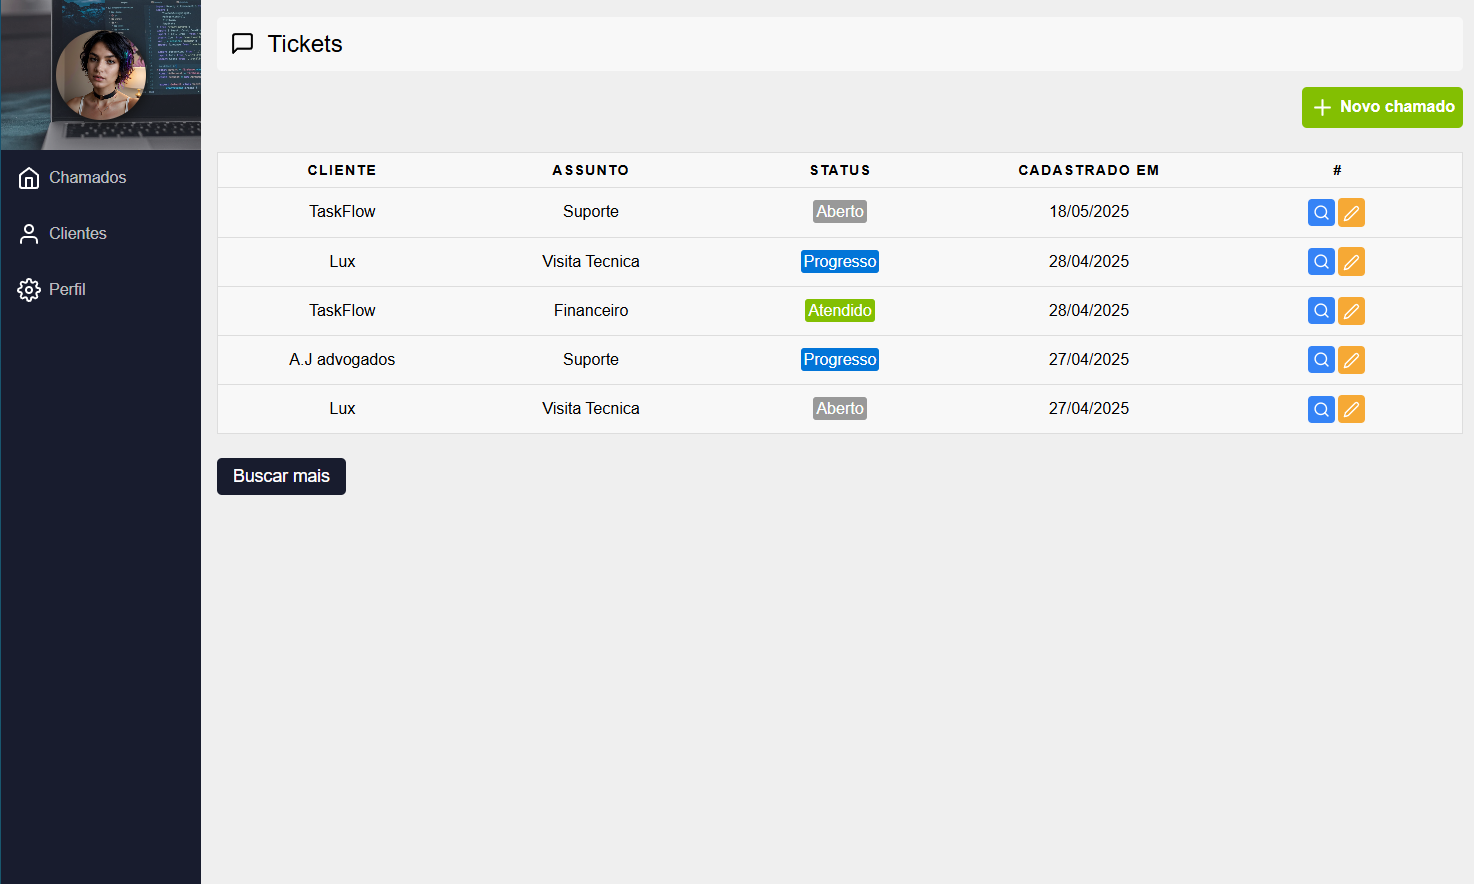 Tickets
Novo chamado
Chamados
Clientes
Perfil
CLIENTE ASSUNTO STATUS CADASTRADO EM #
TaskFlow Suporte Aberto 18/05/2025
Lux Visita Tecnica Progresso 28/04/2025
TaskFlow Financeiro Atendido 28/04/2025
A.J advogados Suporte Progresso 27/04/2025
Lux Visita Tecnica Aberto 27/04/2025
Buscar mais